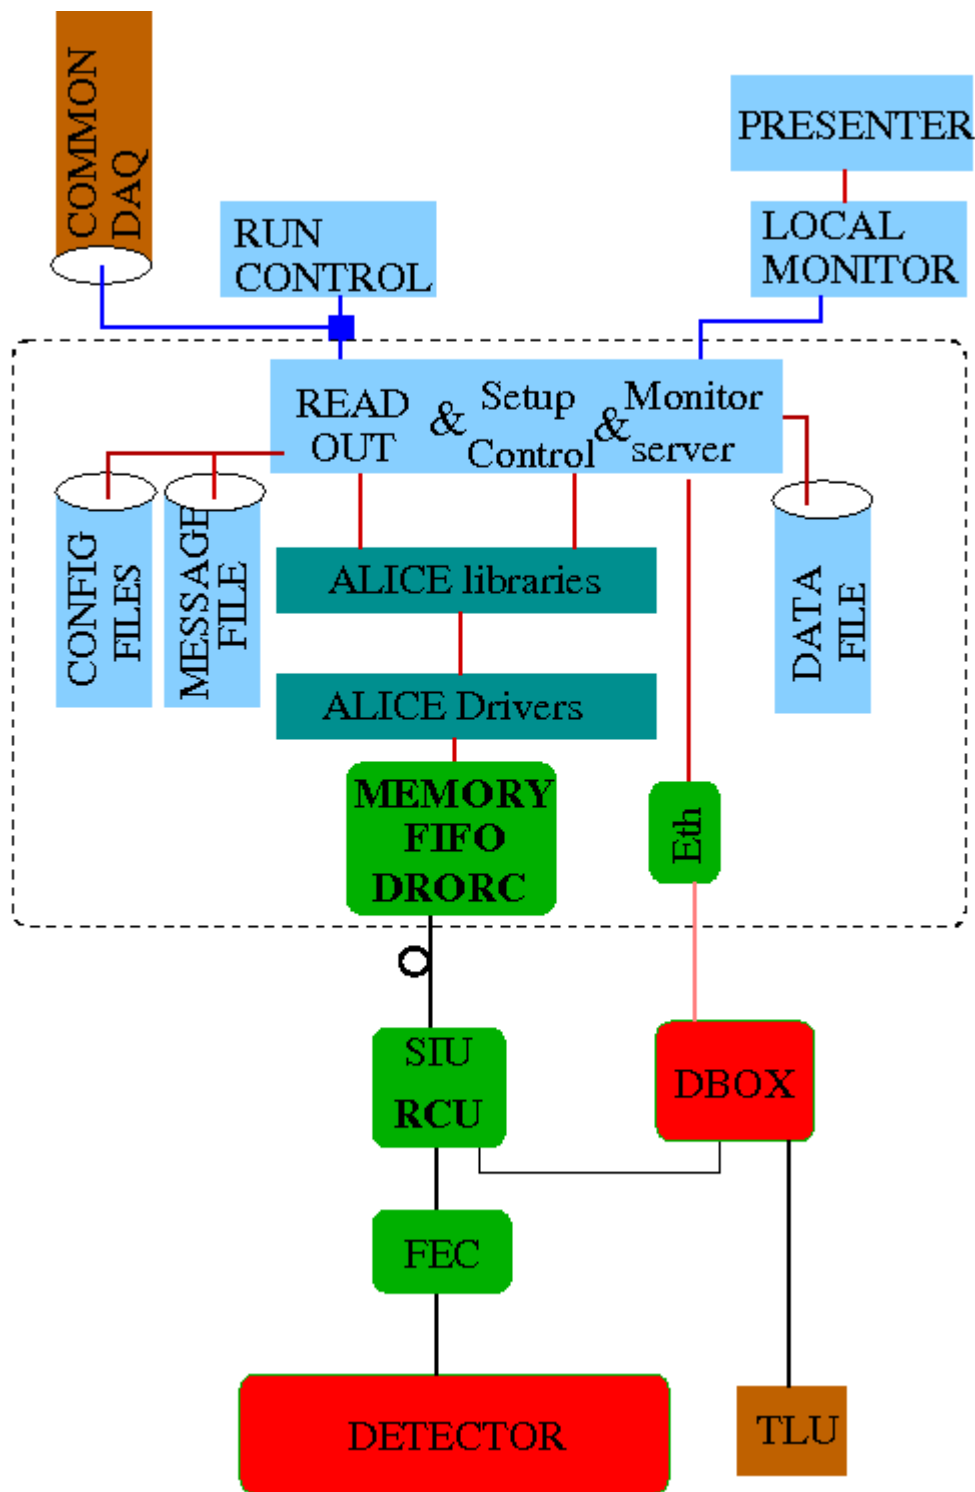 COMMON
DAQ
PRESENTER
RUN
CONTROL
LOCAL
MONITOR
READ
OUT
&
Setup
Control
&
Monitor
server
CONFIG
FILES
MESSAGE
FILE
DATA
FILE
ALICE libraries
ALICE Drivers
MEMORY
FIFO
DRORC
Eth
SIU
RCU
DBOX
FEC
DETECTOR
TLU